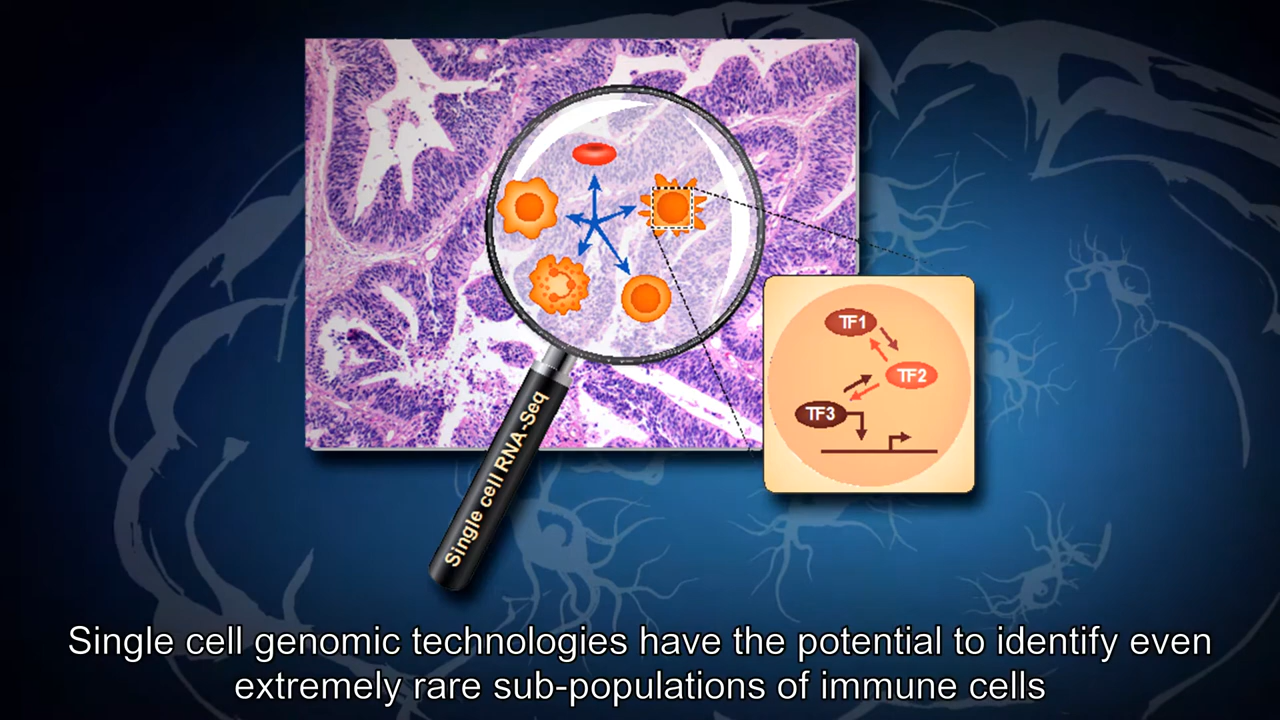 TF1
TF2
TF3
Single cell RNA-Seq
Single cell genomic technologies have the potential to identify even
extremely rare sub-populations of immune cells